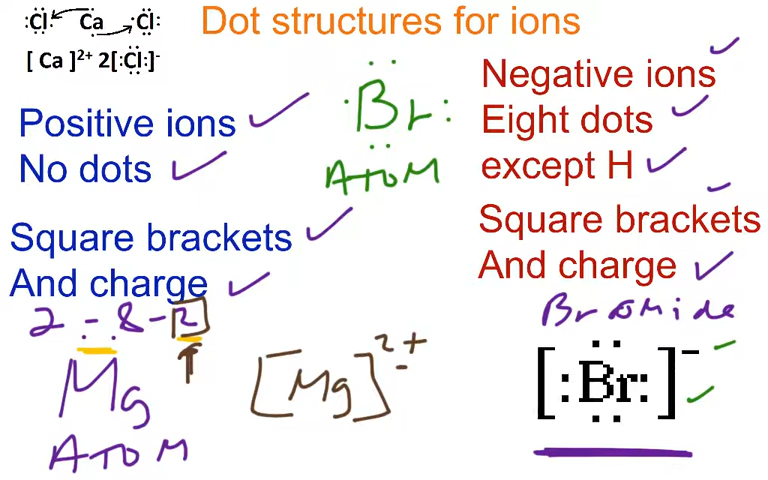 Dot structures for ions
:Cl Ca Cl:
[ Ca ]²⁺ 2[:Cl:]⁻
Positive ions
No dots
Square brackets
And charge
·Br:
ATOM
Negative ions
Eight dots
except H
Square brackets
And charge
2 - 8 - 2
Mg
ATOM
[Mg]²⁺
Bromide
[:Br:]⁻